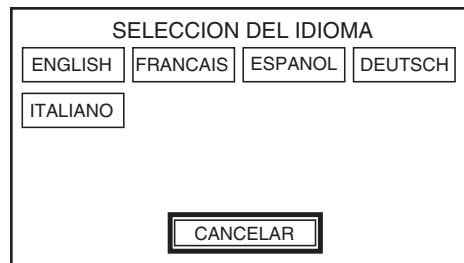 SELECCION DEL IDIOMA
ENGLISH FRANCAIS ESPANOL DEUTSCH
ITALIANO
CANCELAR